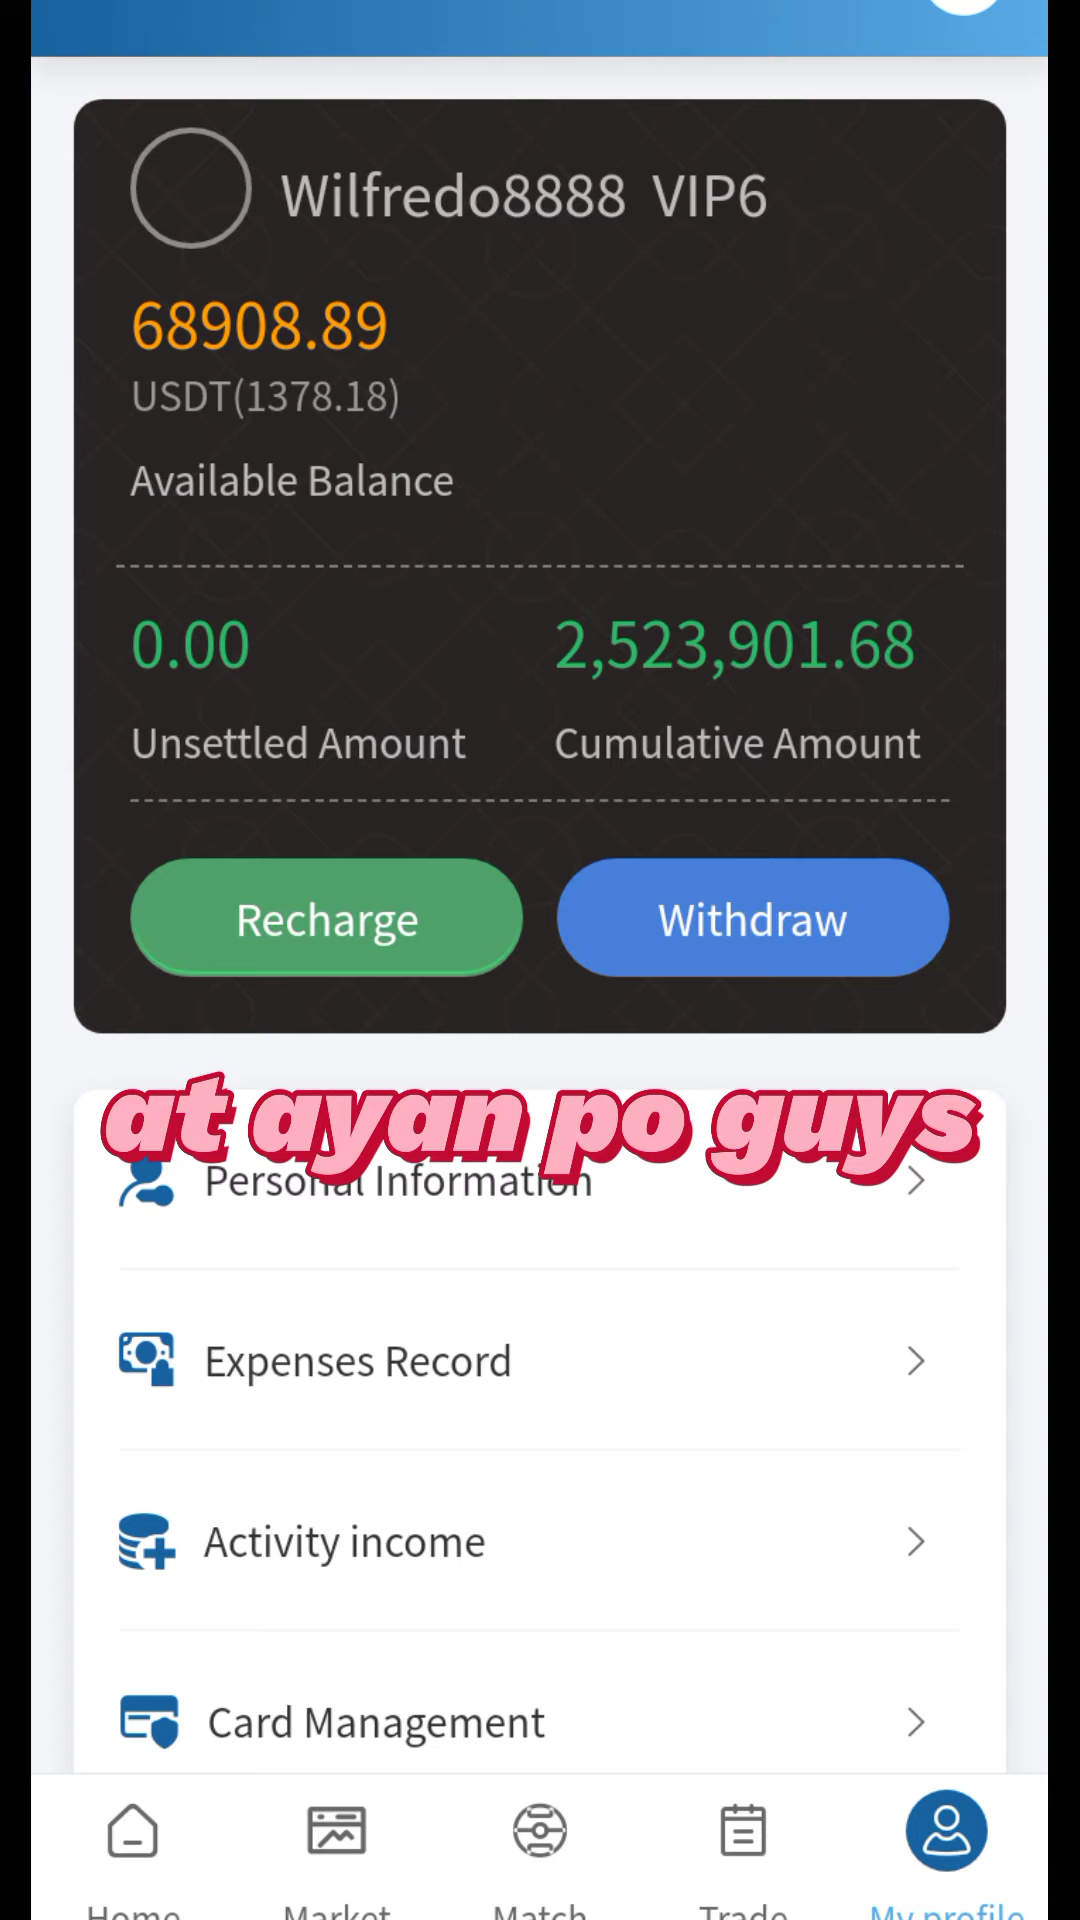 Wilfredo8888 VIP6
68908.89
USDT(1378.18)
Available Balance
0.00 2,523,901.68
Unsettled Amount Cumulative Amount
Recharge Withdraw
at ayan po guys
Personal Information
Expenses Record
Activity income
Card Management
Home Market Match Trade My profile